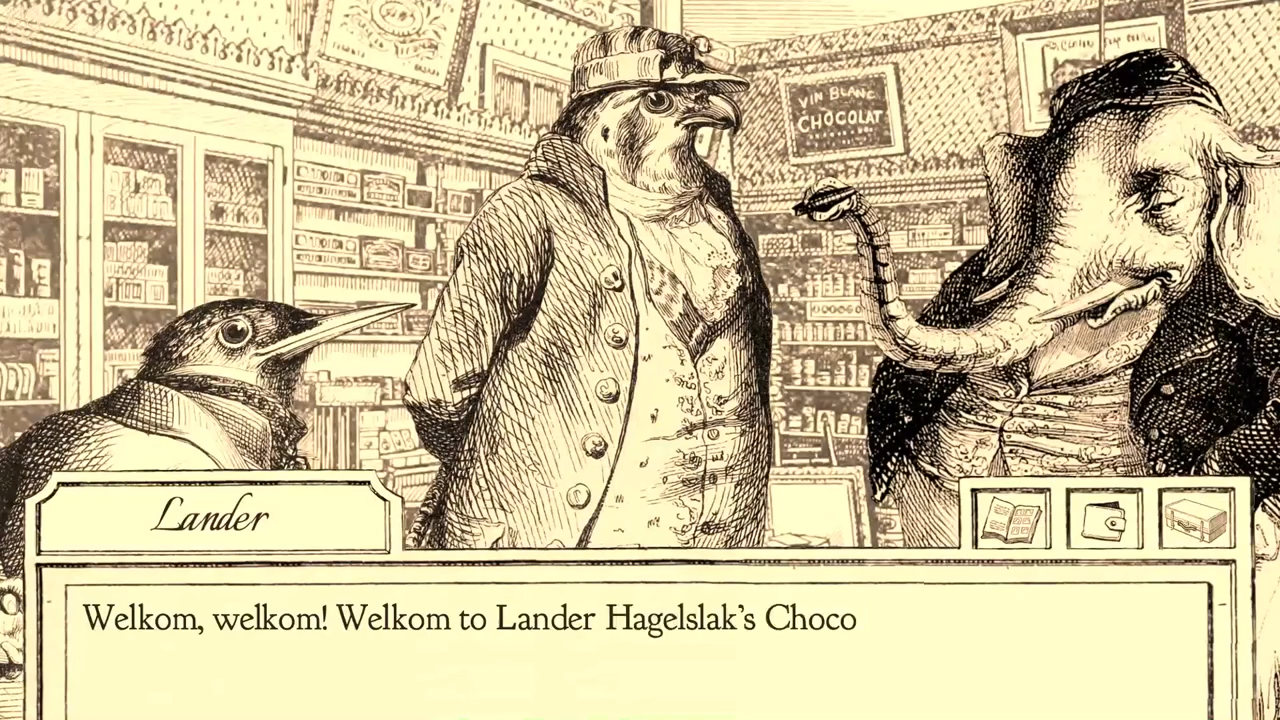 VIN BLANC
CHOCOLAT
Lander
Welkom, welkom! Welkom to Lander Hagelslak's Choco